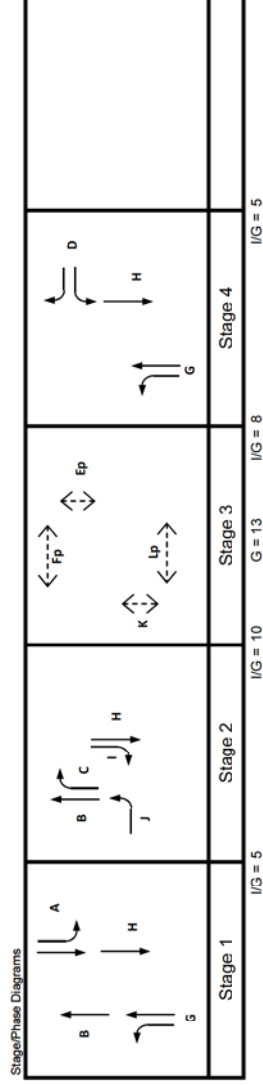 Stage/Phase Diagrams
A
B
H
G
B
C
I
H
J
Fp
Ep
K
Lp
D
H
G
Stage 1
Stage 2
Stage 3
Stage 4
I/G = 5
I/G = 10
G = 13
I/G = 8
I/G = 5